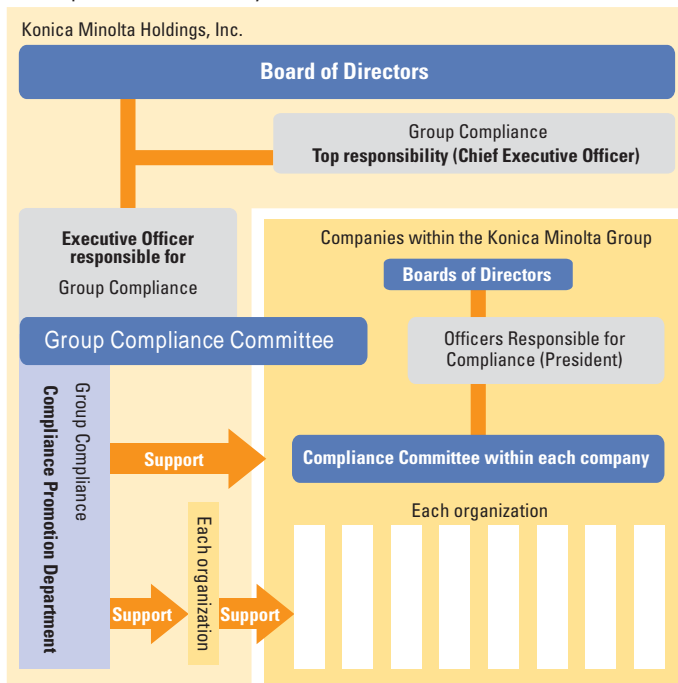 Konica Minolta Holdings, Inc.
Board of Directors
Group Compliance
Top responsibility (Chief Executive Officer)
Executive Officer
responsible for
Group Compliance
Companies within the Konica Minolta Group
Boards of Directors
Group Compliance Committee
Officers Responsible for
Compliance (President)
Group Compliance
Compliance Promotion Department
Support
Compliance Committee within each company
Each organization
Each organization
Support
Support